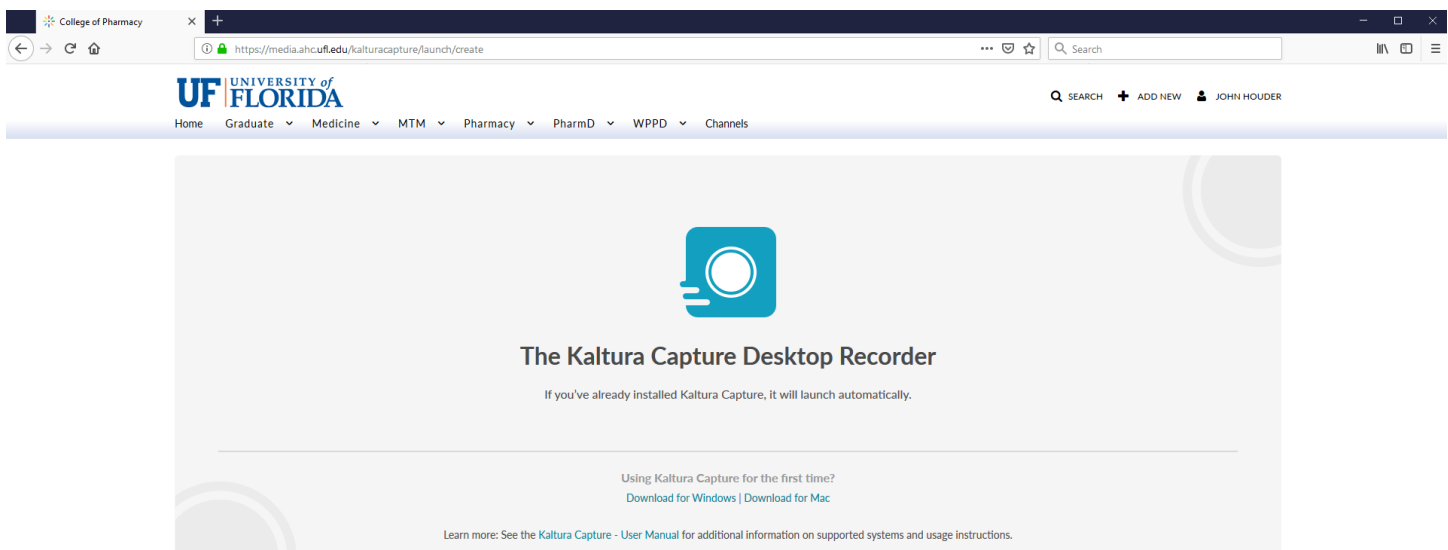 College of Pharmacy
https://media.ahc.ufl.edu/kalturacapture/launch/create
Search
UF UNIVERSITY of FLORIDA
SEARCH ADD NEW JOHN HOUDER
Home Graduate Medicine MTM Pharmacy PharmD WPPD Channels
The Kaltura Capture Desktop Recorder
If you've already installed Kaltura Capture, it will launch automatically.
Using Kaltura Capture for the first time?
Download for Windows | Download for Mac
Learn more: See the Kaltura Capture - User Manual for additional information on supported systems and usage instructions.